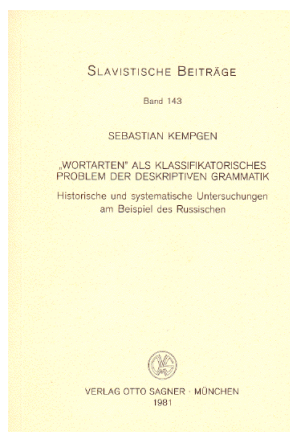 SLAVISTISCHE BEITRÄGE
Band 143
SEBASTIAN KEMPGEN
„WORTARTEN" ALS KLASSIFIKATORISCHES
PROBLEM DER DESKRIPTIVEN GRAMMATIK
Historische und systematische Untersuchungen
am Beispiel des Russischen
VERLAG OTTO SAGNER · MÜNCHEN
1981